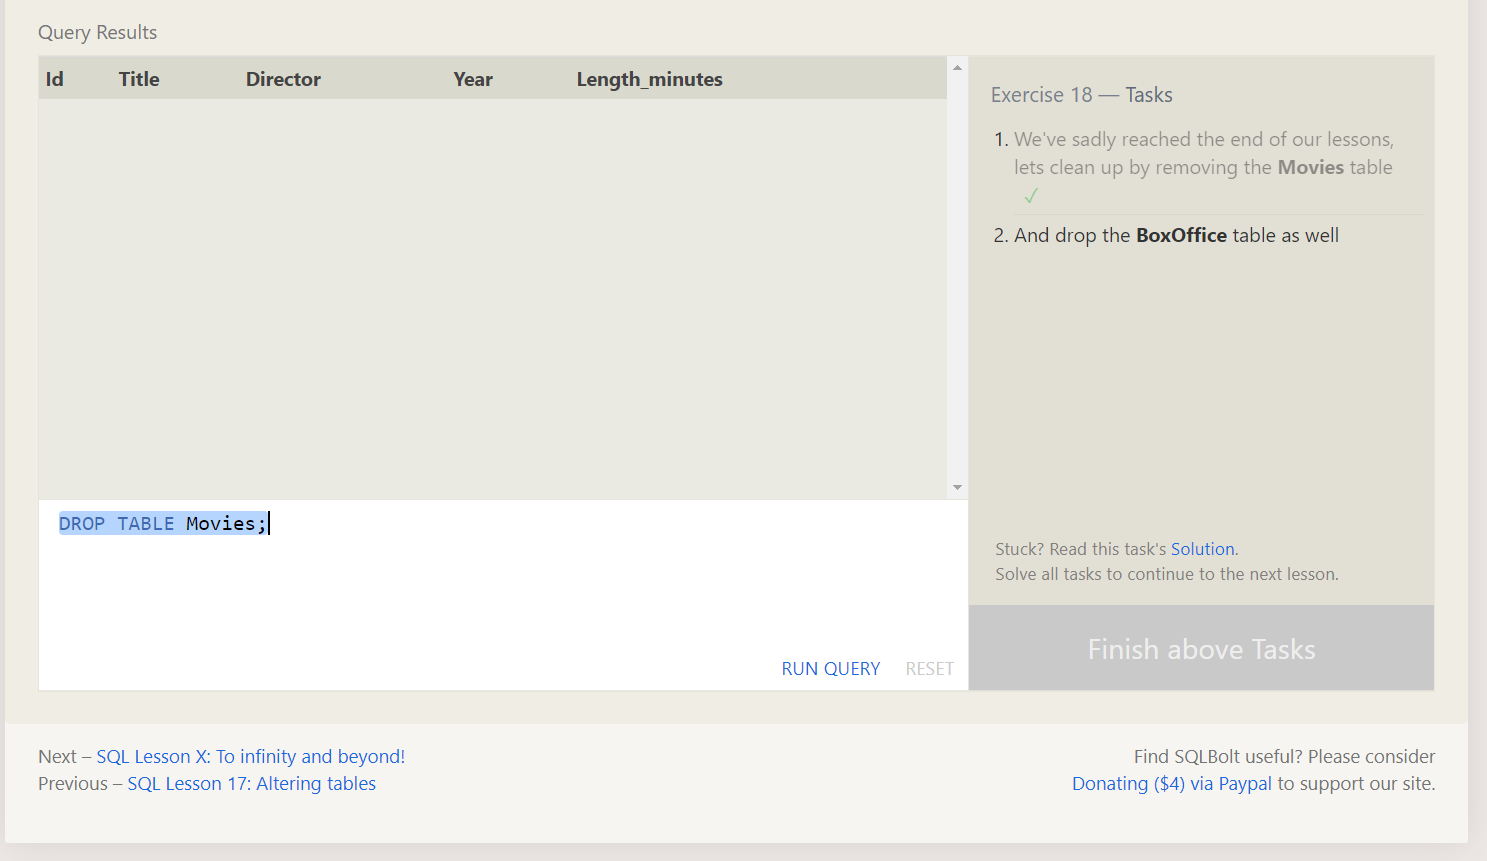 Query Results
Id Title Director Year Length_minutes
DROP TABLE Movies;
RUN QUERY RESET
Exercise 18 — Tasks
1. We've sadly reached the end of our lessons,
lets clean up by removing the Movies table
✓
2. And drop the BoxOffice table as well
Stuck? Read this task's Solution.
Solve all tasks to continue to the next lesson.
Finish above Tasks
Next – SQL Lesson X: To infinity and beyond!
Previous – SQL Lesson 17: Altering tables
Find SQLBolt useful? Please consider
Donating ($4) via Paypal to support our site.